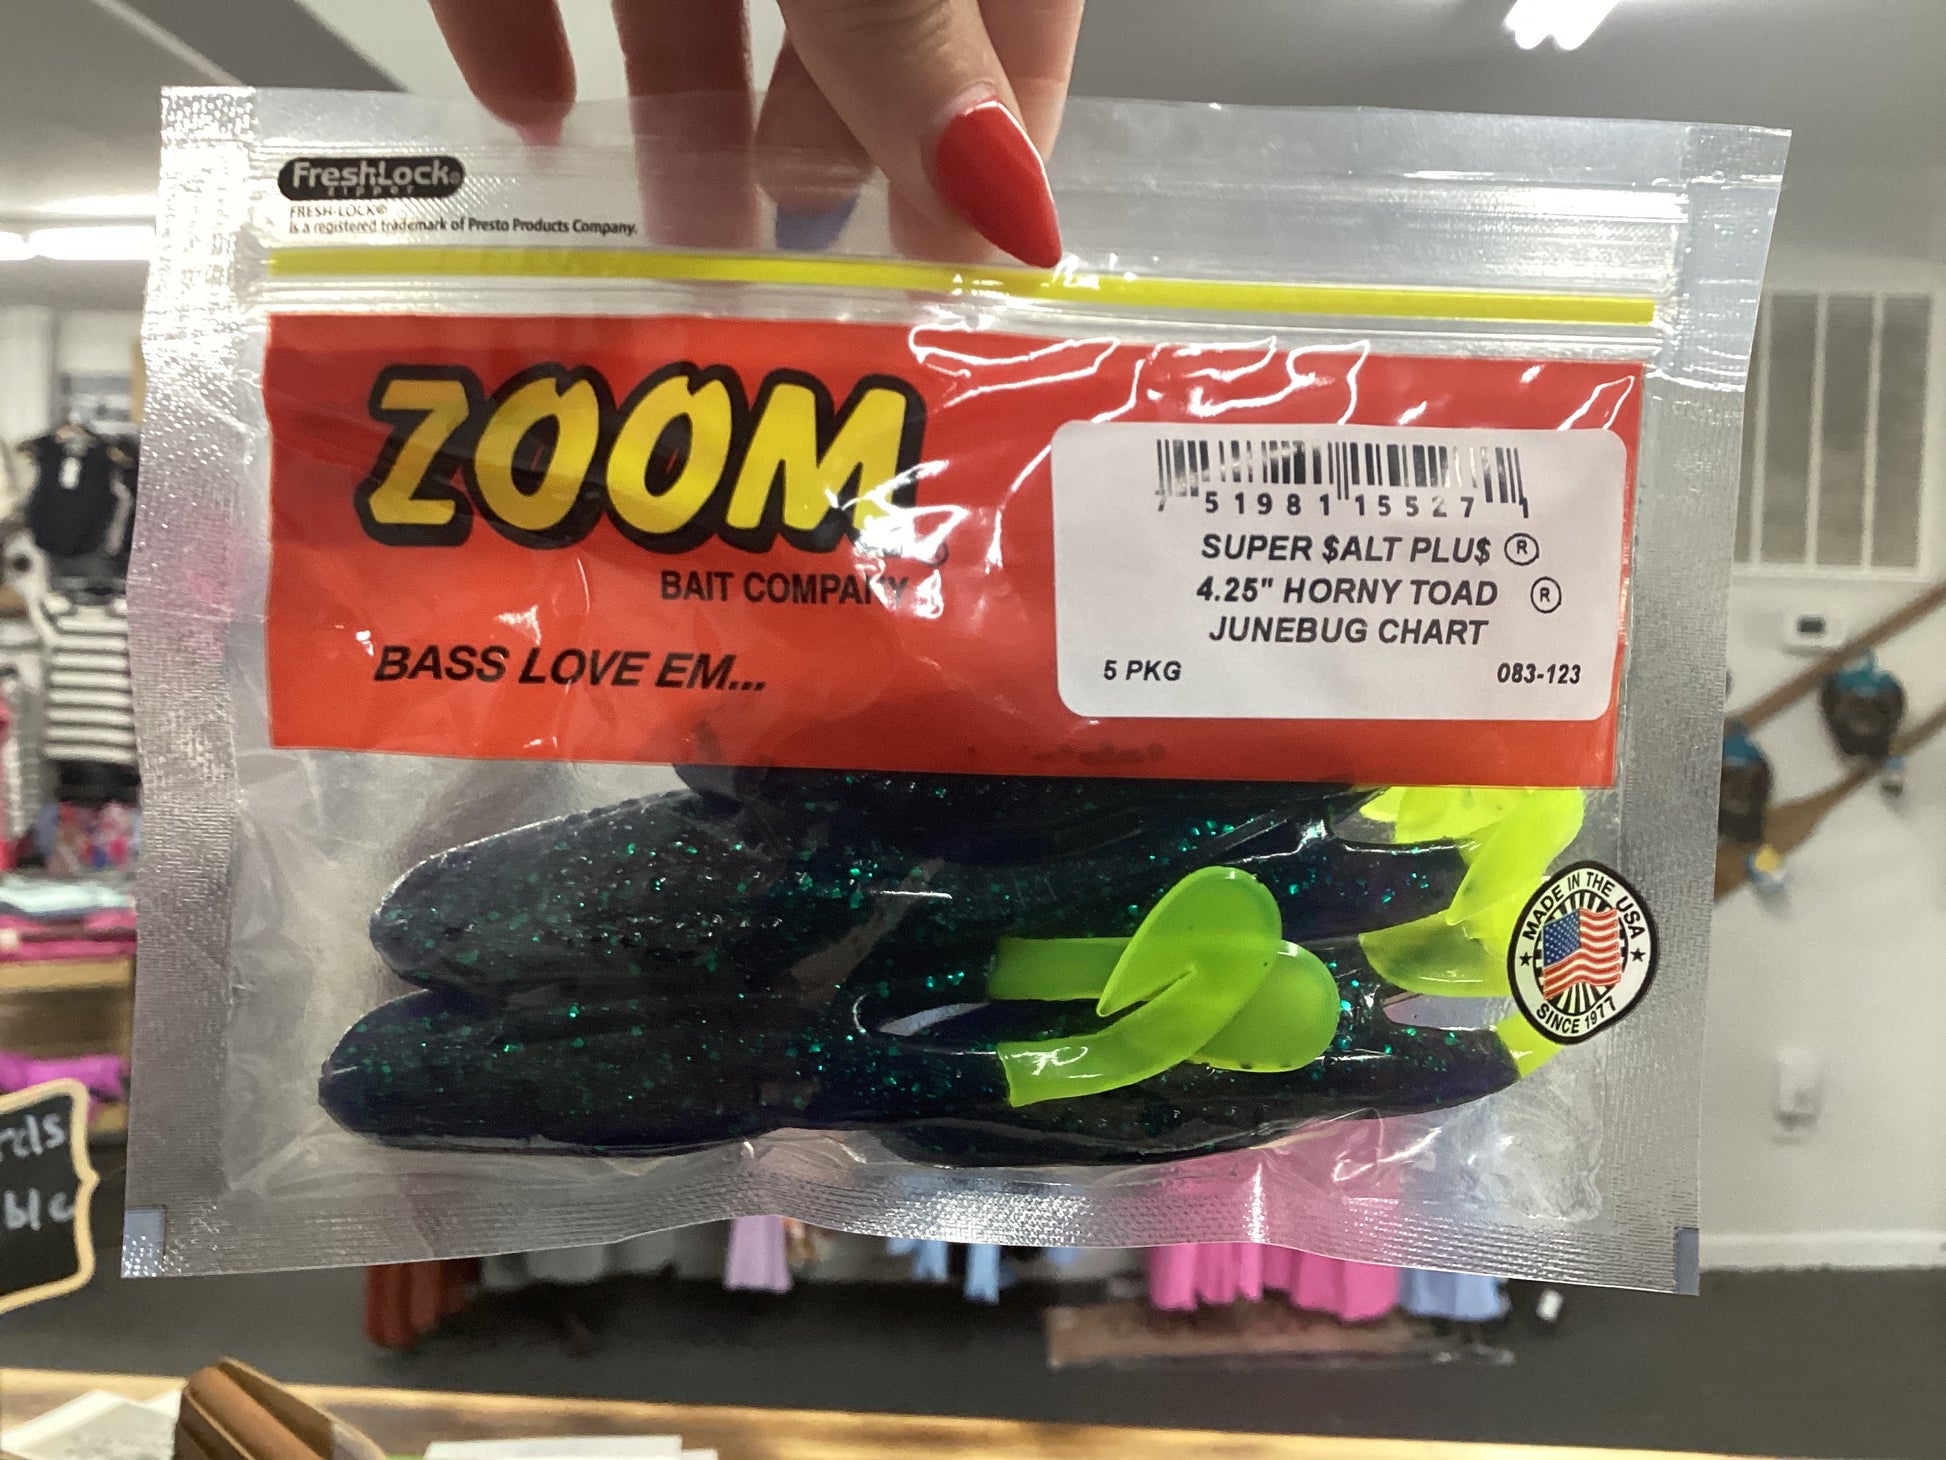 FreshLock®
zipper
FRESH-LOCK®
is a registered trademark of Presto Products Company.
ZOOM
BAIT COMPANY
BASS LOVE EM...
7 51981 15527 1
SUPER $ALT PLU$ ®
4.25" HORNY TOAD ®
JUNEBUG CHART
5 PKG 083-123
★ MADE IN THE USA ★
SINCE 1977